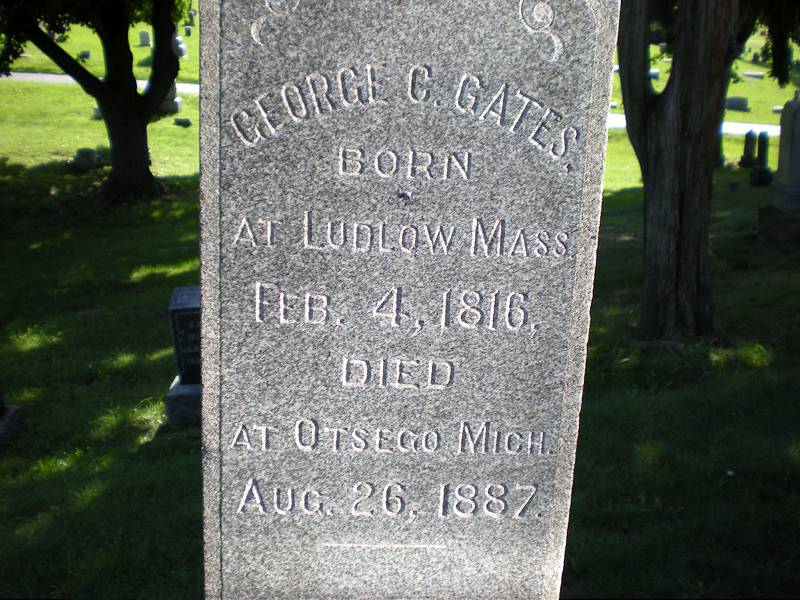 GEORGE C. GATES.
BORN
AT LUDLOW MASS.
FEB. 4, 1816,
DIED
AT OTSEGO MICH.
AUG. 26, 1887.